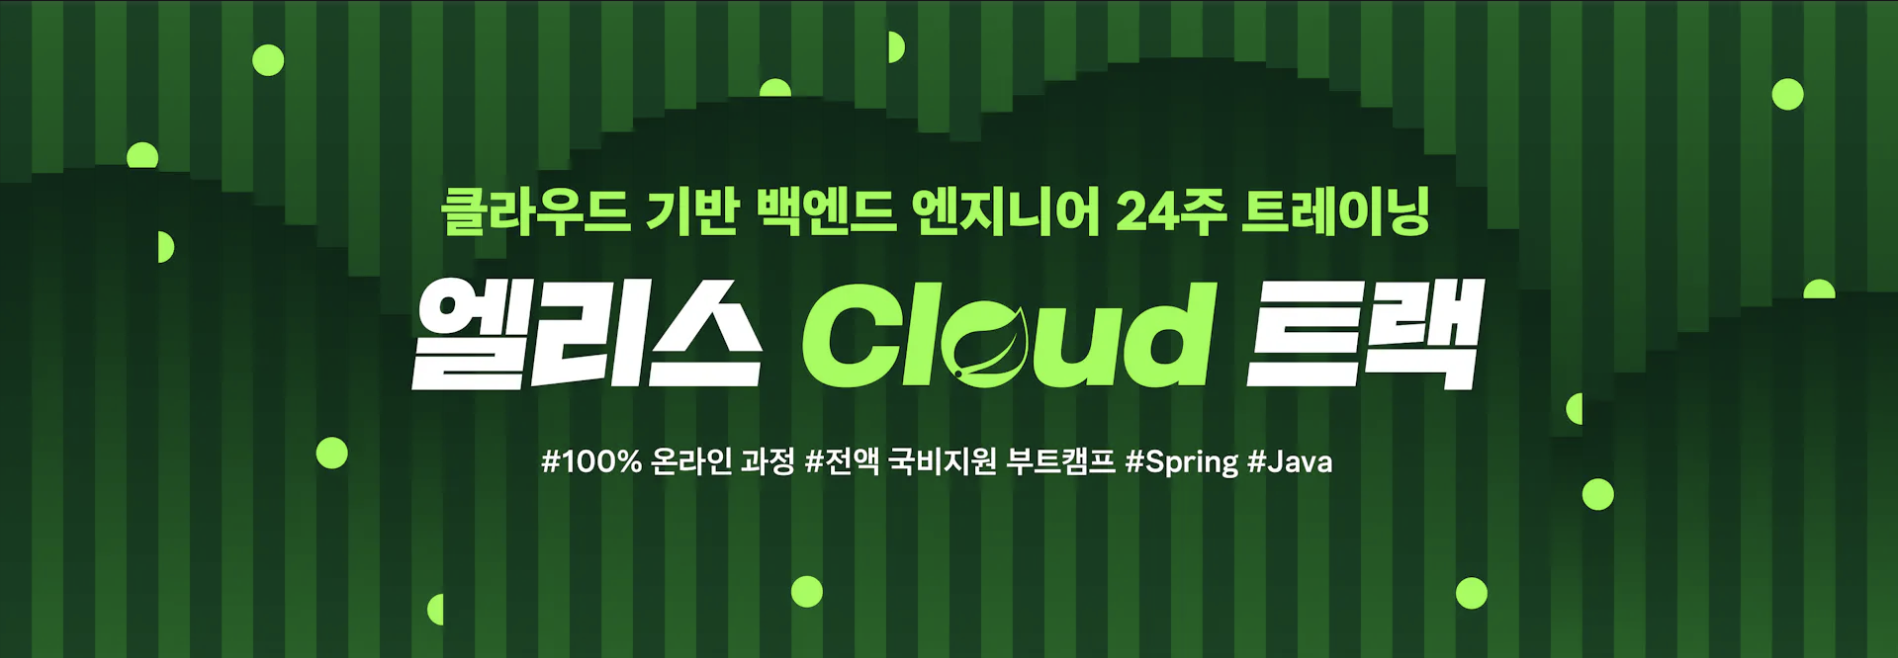 클라우드 기반 백엔드 엔지니어 24주 트레이닝
엘리스 Cloud 트랙
#100% 온라인 과정 #전액 국비지원 부트캠프 #Spring #Java